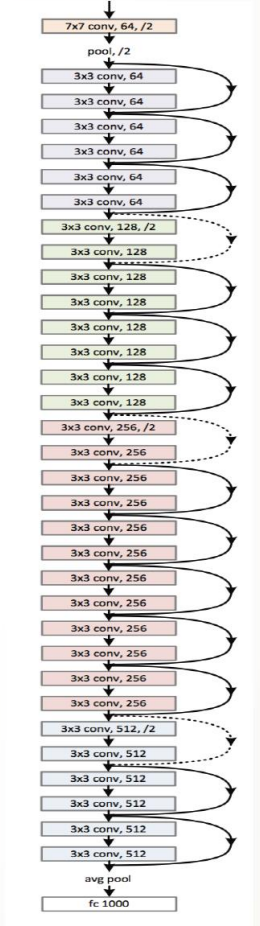 7x7 conv, 64, /2
pool, /2
3x3 conv, 64
3x3 conv, 64
3x3 conv, 64
3x3 conv, 64
3x3 conv, 64
3x3 conv, 64
3x3 conv, 128, /2
3x3 conv, 128
3x3 conv, 128
3x3 conv, 128
3x3 conv, 128
3x3 conv, 128
3x3 conv, 128
3x3 conv, 128
3x3 conv, 256, /2
3x3 conv, 256
3x3 conv, 256
3x3 conv, 256
3x3 conv, 256
3x3 conv, 256
3x3 conv, 256
3x3 conv, 256
3x3 conv, 256
3x3 conv, 256
3x3 conv, 256
3x3 conv, 256
3x3 conv, 512, /2
3x3 conv, 512
3x3 conv, 512
3x3 conv, 512
3x3 conv, 512
3x3 conv, 512
avg pool
fc 1000